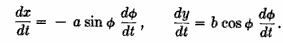 dx/dt = − a sin ϕ dϕ/dt, dy/dt = b cos ϕ dϕ/dt.